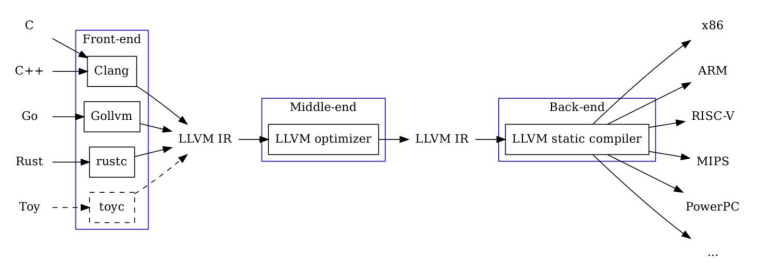 C
C++
Go
Rust
Toy
Front-end
Clang
Gollvm
rustc
toyc
LLVM IR
Middle-end
LLVM optimizer
LLVM IR
Back-end
LLVM static compiler
x86
ARM
RISC-V
MIPS
PowerPC
...